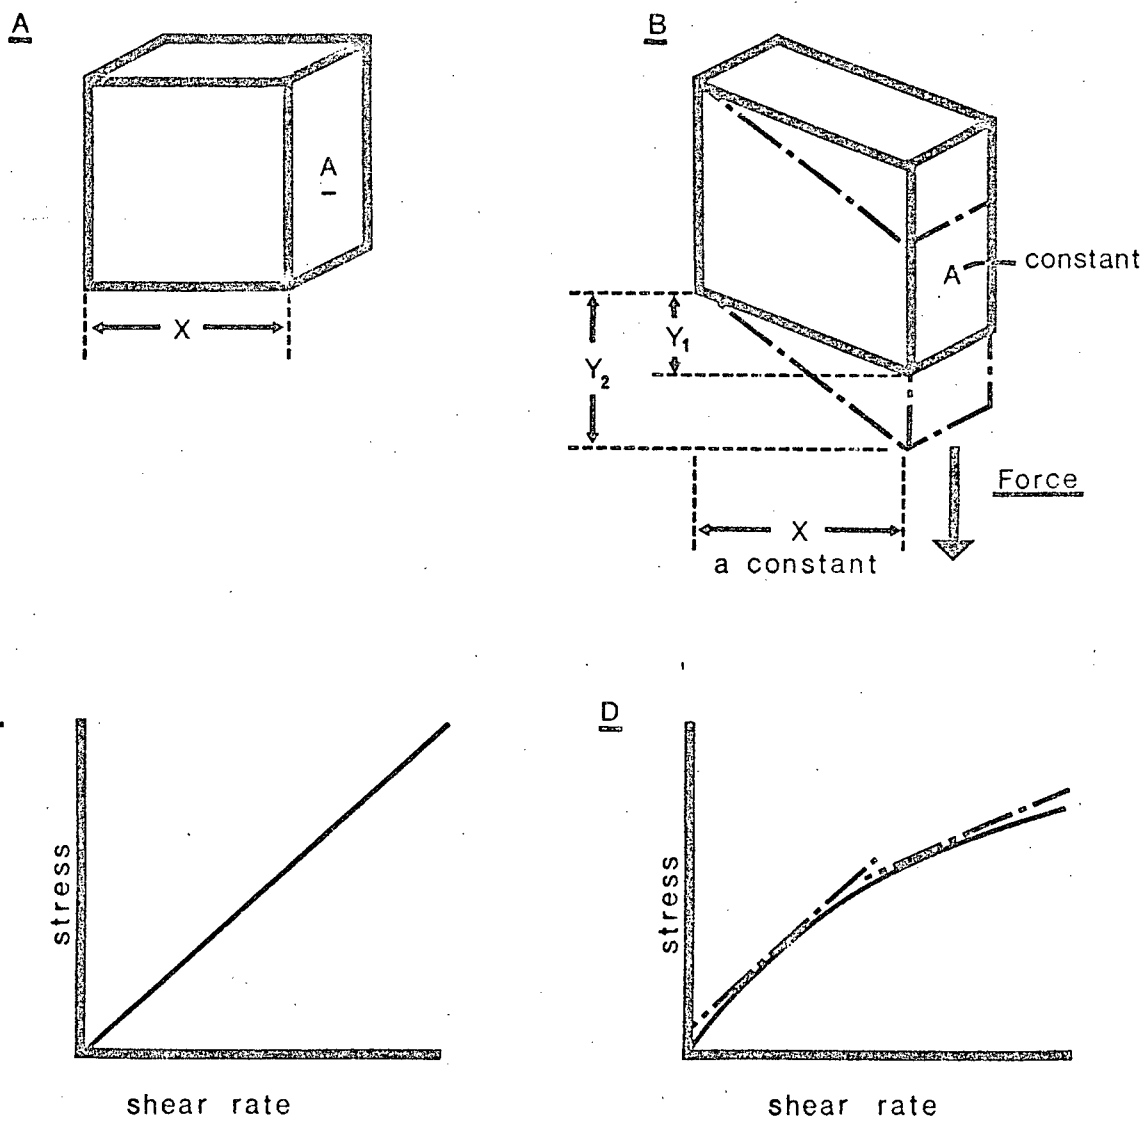 A
B
A
A constant
X
Y₁
Y₂
Force
X
a constant
D
stress
stress
shear rate
shear rate